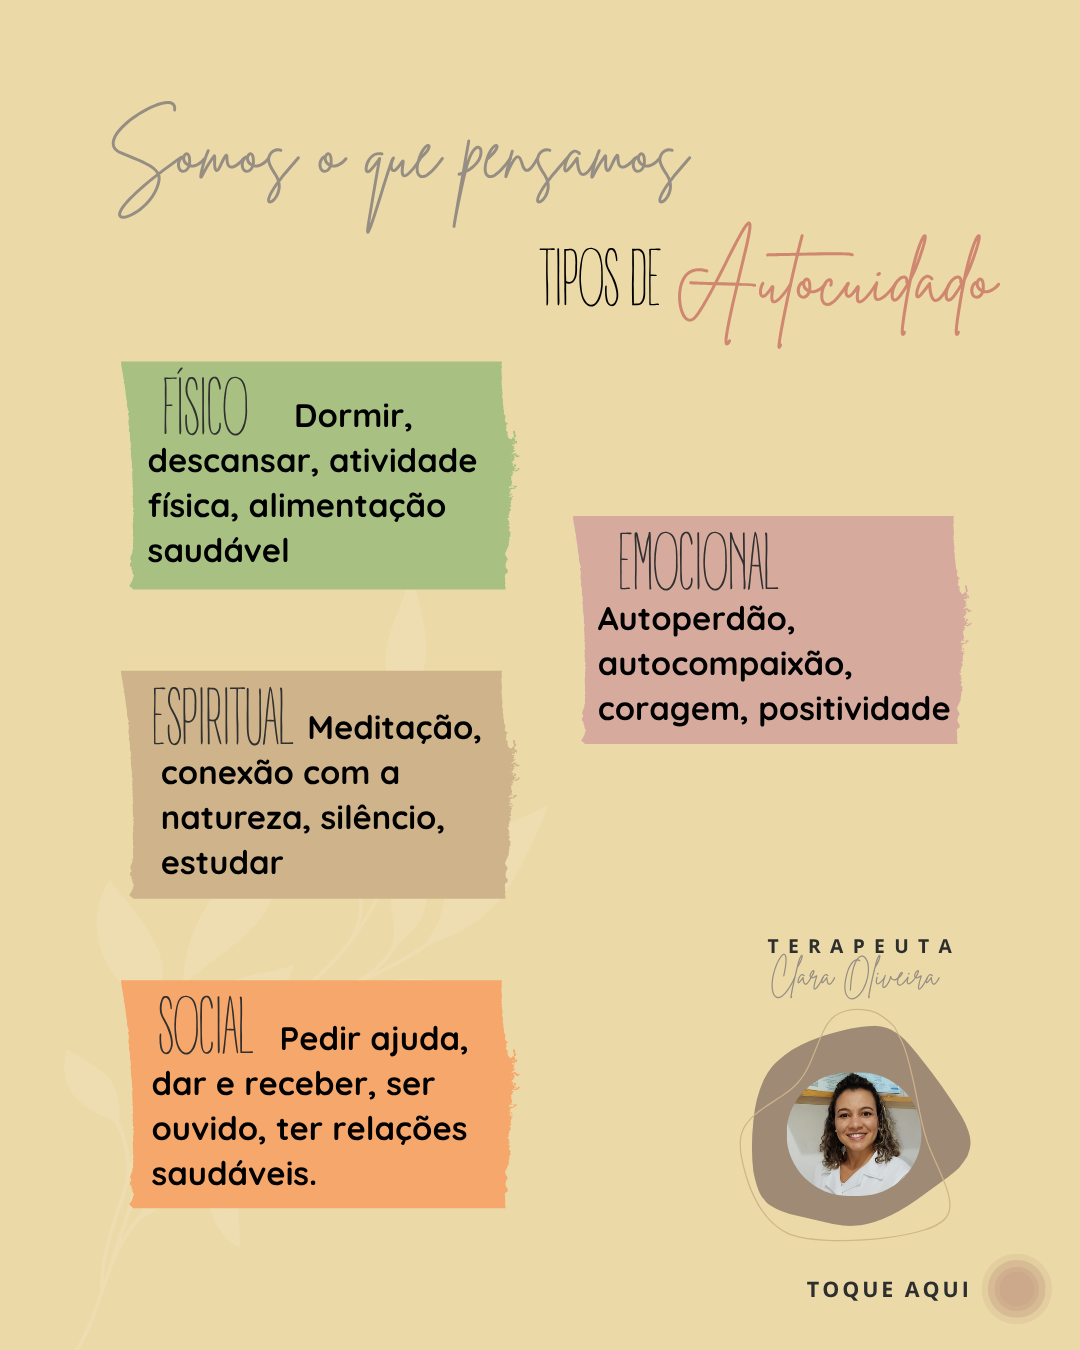 Somos o que pensamos
TIPOS DE Autocuidado
FÍSICO Dormir,
descansar, atividade
física, alimentação
saudável
EMOCIONAL
Autoperdão,
autocompaixão,
coragem, positividade
ESPIRITUAL Meditação,
conexão com a
natureza, silêncio,
estudar
SOCIAL Pedir ajuda,
dar e receber, ser
ouvido, ter relações
saudáveis.
TERAPEUTA
Clara Oliveira
TOQUE AQUI